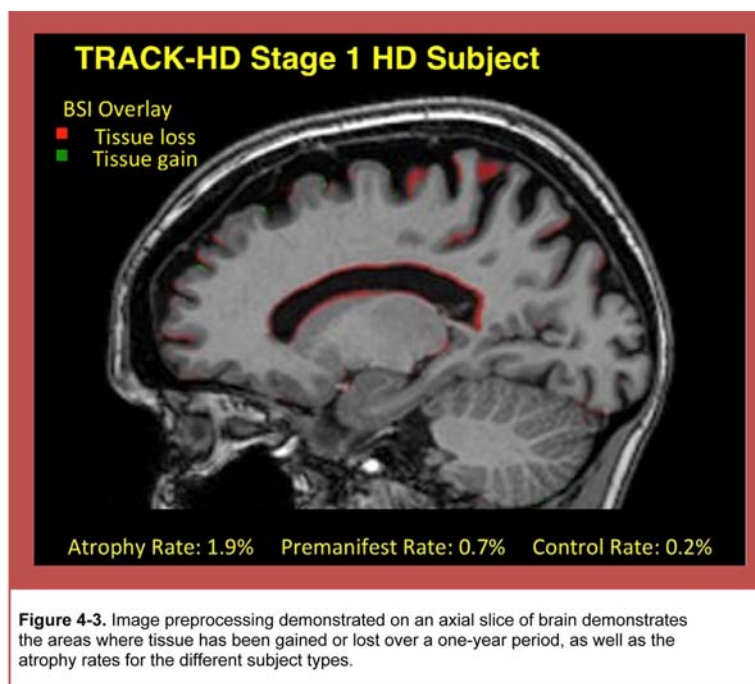 TRACK-HD Stage 1 HD Subject
BSI Overlay
Tissue loss
Tissue gain
Atrophy Rate: 1.9% Premanifest Rate: 0.7% Control Rate: 0.2%
Figure 4-3. Image preprocessing demonstrated on an axial slice of brain demonstrates
the areas where tissue has been gained or lost over a one-year period, as well as the
atrophy rates for the different subject types.